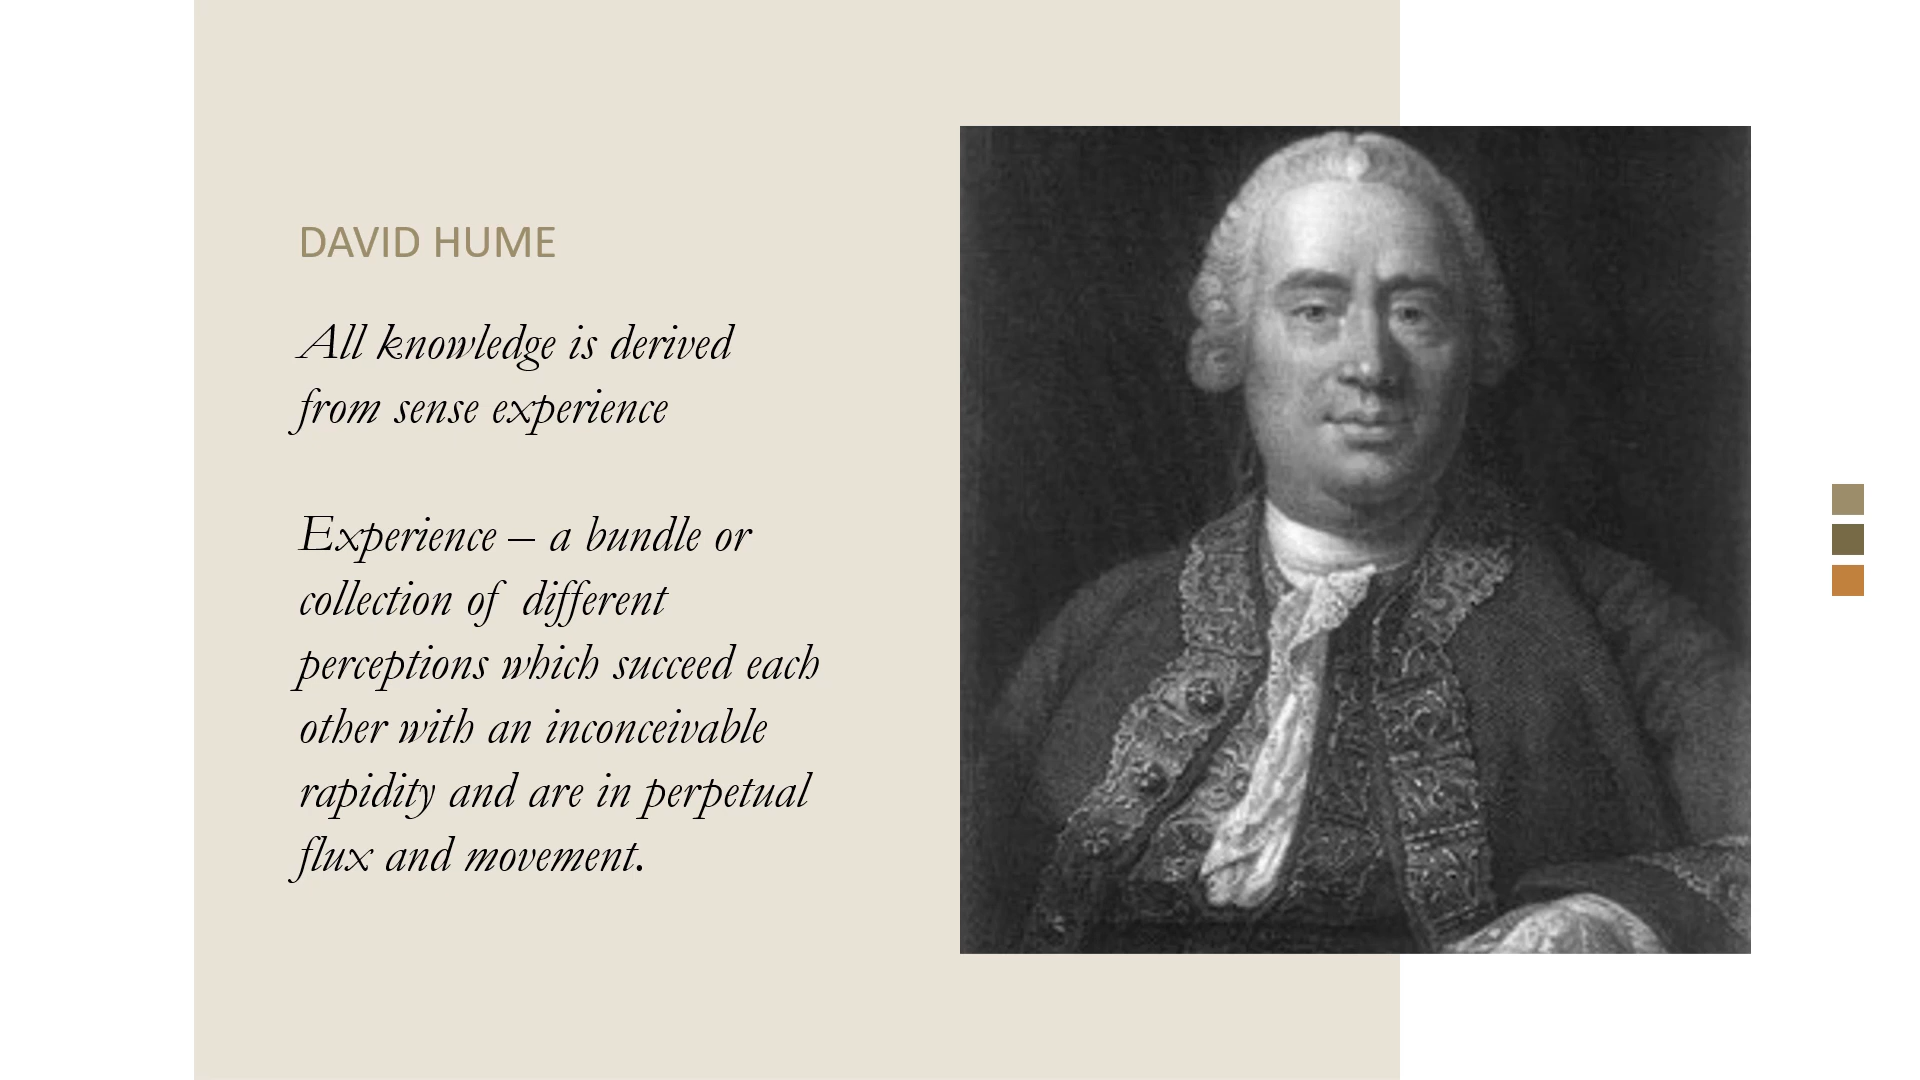 DAVID HUME
All knowledge is derived
from sense experience
Experience – a bundle or
collection of  different
perceptions which succeed each
other with an inconceivable
rapidity and are in perpetual
flux and movement.